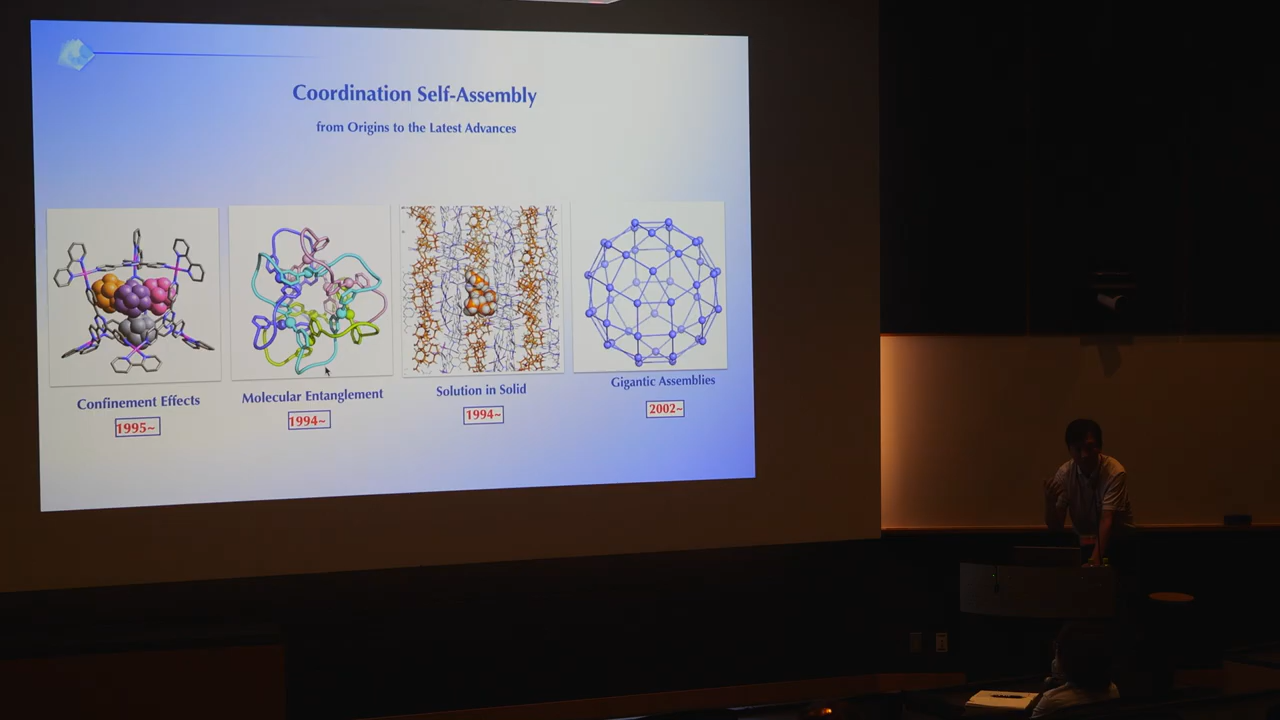 Coordination Self-Assembly
from Origins to the Latest Advances
Confinement Effects
1995~
Molecular Entanglement
1994~
Solution in Solid
1994~
Gigantic Assemblies
2002~